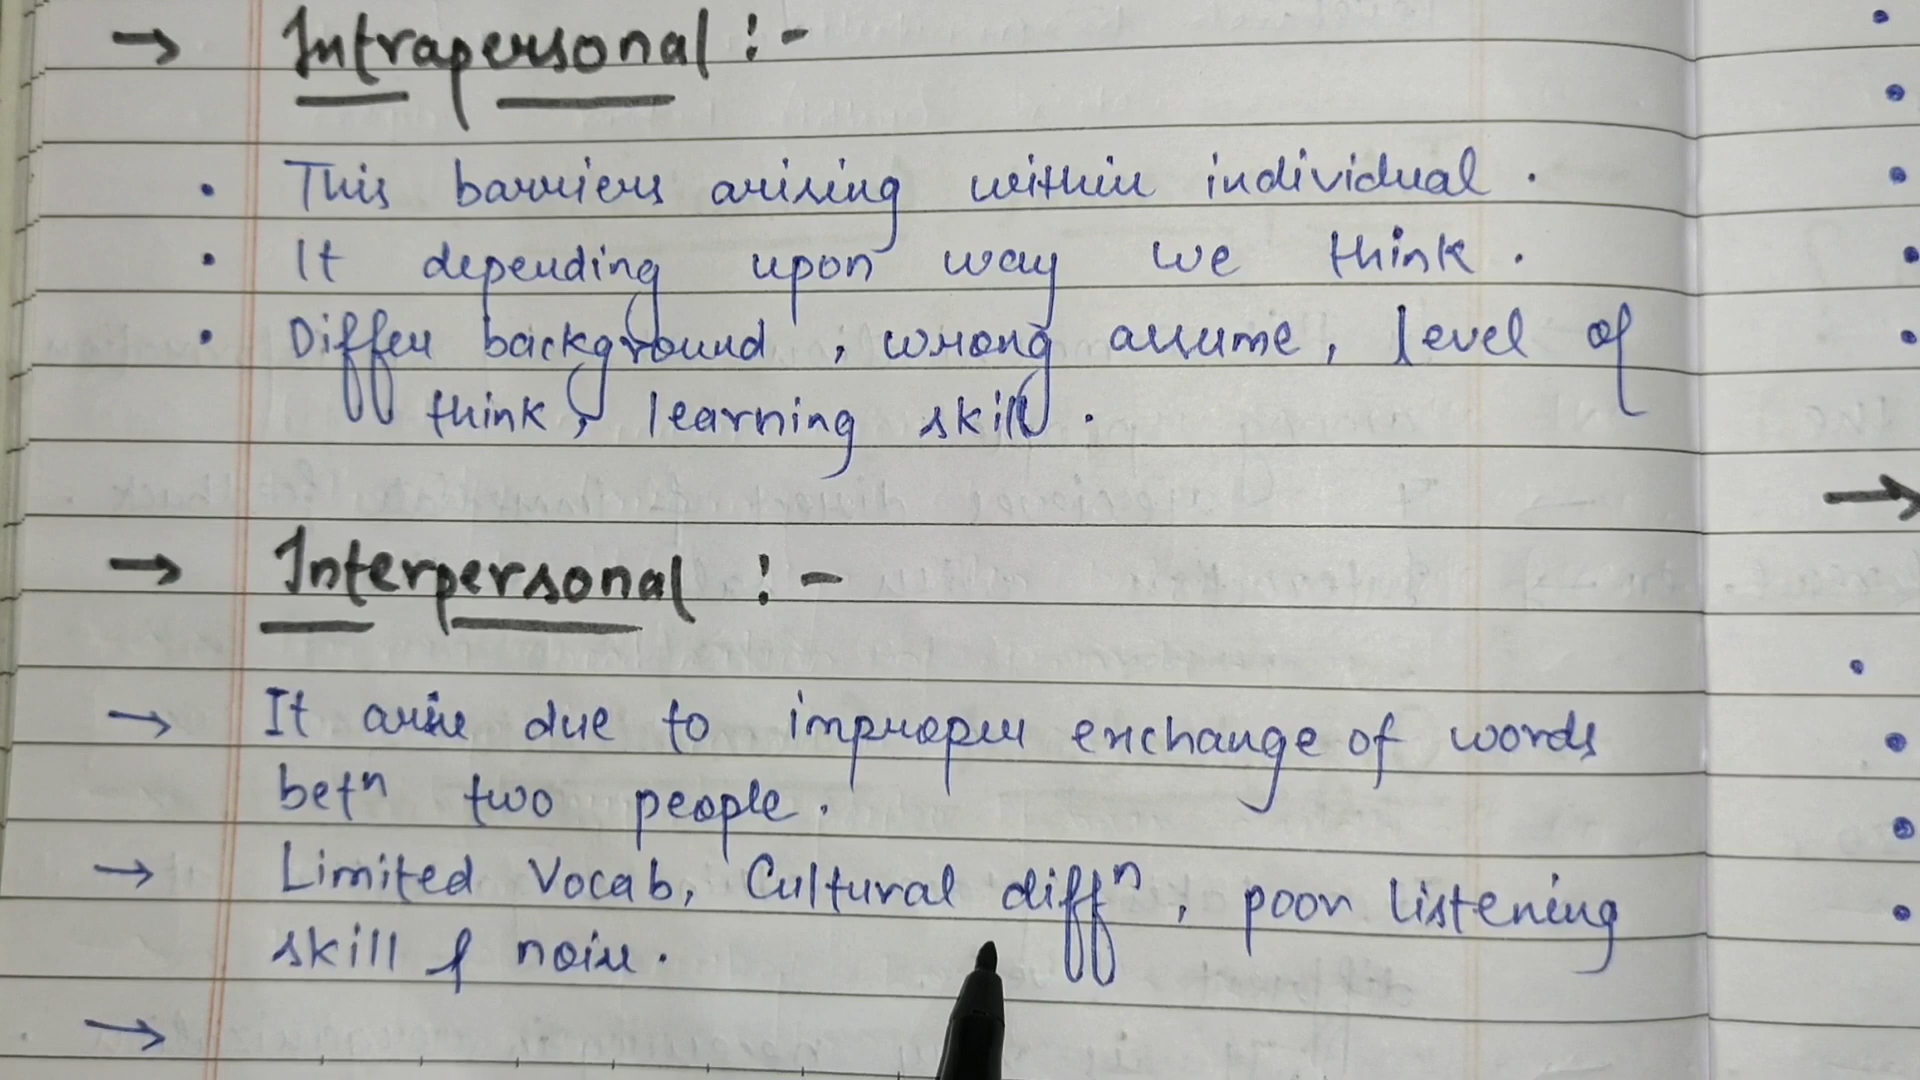 → Intrapersonal :-
• This barriers arising within individual .
• It depending upon way we think .
• Differ background , wrong assume , level of
think , learning skill .
→ Interpersonal :-
→ It arise due to improper exchange of words
betⁿ two people .
→ Limited Vocab, Cultural diffⁿ , poor listening
skill & noise .
→